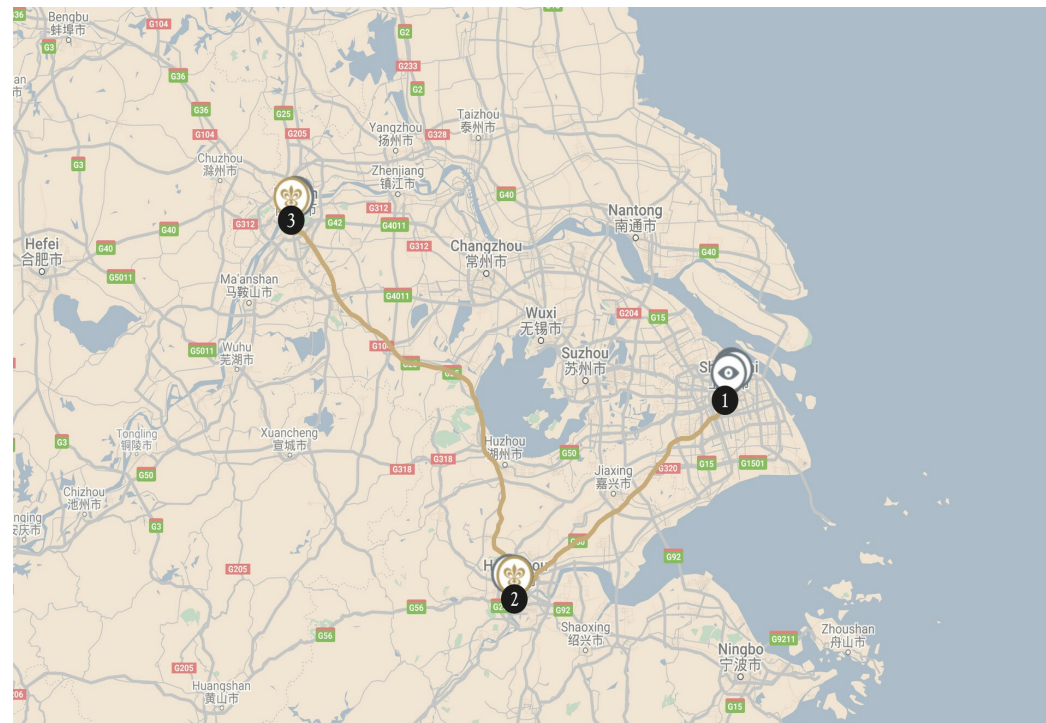 36
Bengbu
蚌埠市
G104
G2
G3
G36
G233
G2
G36
G25
Taizhou
泰州市
G104
G205
Yangzhou
扬州市
G328
G3
Chuzhou
滁州市
Zhenjiang
镇江市
G40
G312
G312
3
G42
G4011
Nantong
南通市
G40
G312
Hefei
合肥市
G40
Changzhou
常州市
G40
G5011
Ma'anshan
马鞍山市
G4011
Wuxi
无锡市
G204
G15
Wuhu
芜湖市
G5011
G104
Suzhou
苏州市
1
Tongling
铜陵市
Xuancheng
宣城市
Huzhou
湖州市
G3
G318
G318
G50
G320
G15
G1501
G50
Jiaxing
嘉兴市
Chizhou
池州市
G3
G92
G205
2
G56
G92
G56
Shaoxing
绍兴市
G9211
Zhoushan
舟山市
Ningbo
宁波市
G205
Huangshan
黄山市
G15